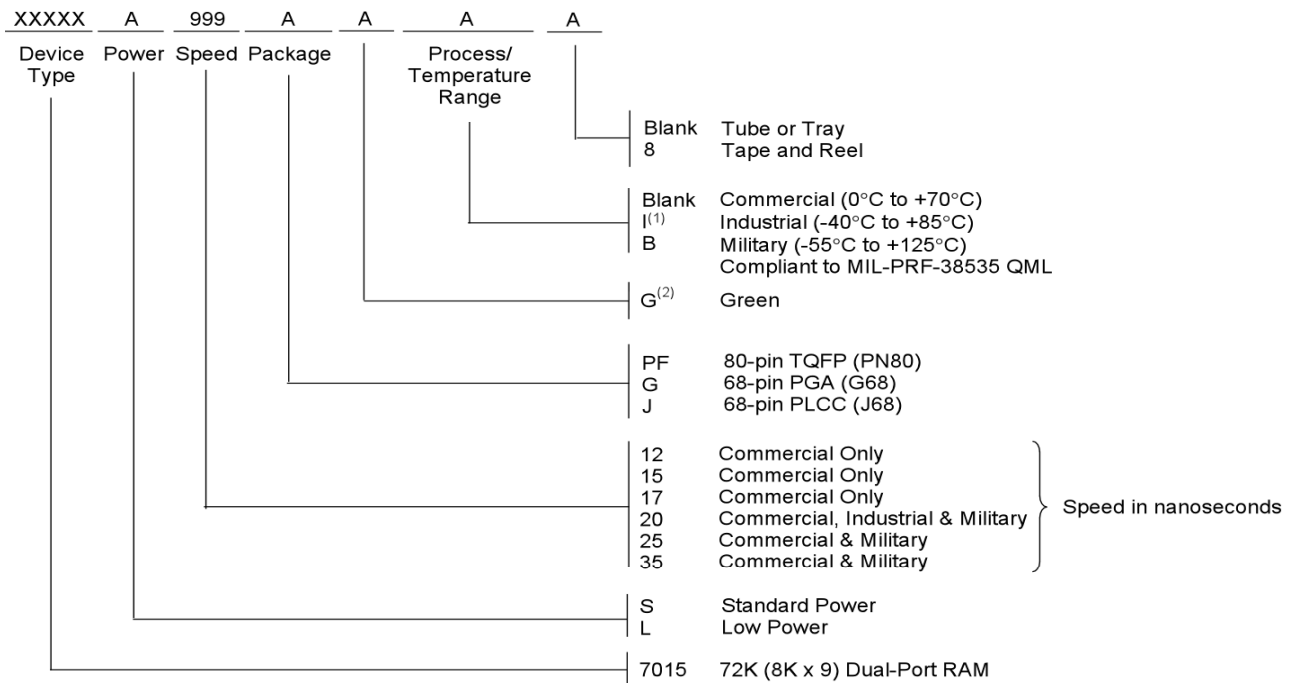 XXXXX A 999 A A A A
Device Type Power Speed Package Process/ Temperature Range
Blank Tube or Tray
8 Tape and Reel
Blank Commercial (0°C to +70°C)
I(1) Industrial (-40°C to +85°C)
B Military (-55°C to +125°C)
Compliant to MIL-PRF-38535 QML
G(2) Green
PF 80-pin TQFP (PN80)
G 68-pin PGA (G68)
J 68-pin PLCC (J68)
12 Commercial Only
15 Commercial Only
17 Commercial Only
20 Commercial, Industrial & Military
25 Commercial & Military
35 Commercial & Military
Speed in nanoseconds
S Standard Power
L Low Power
7015 72K (8K x 9) Dual-Port RAM